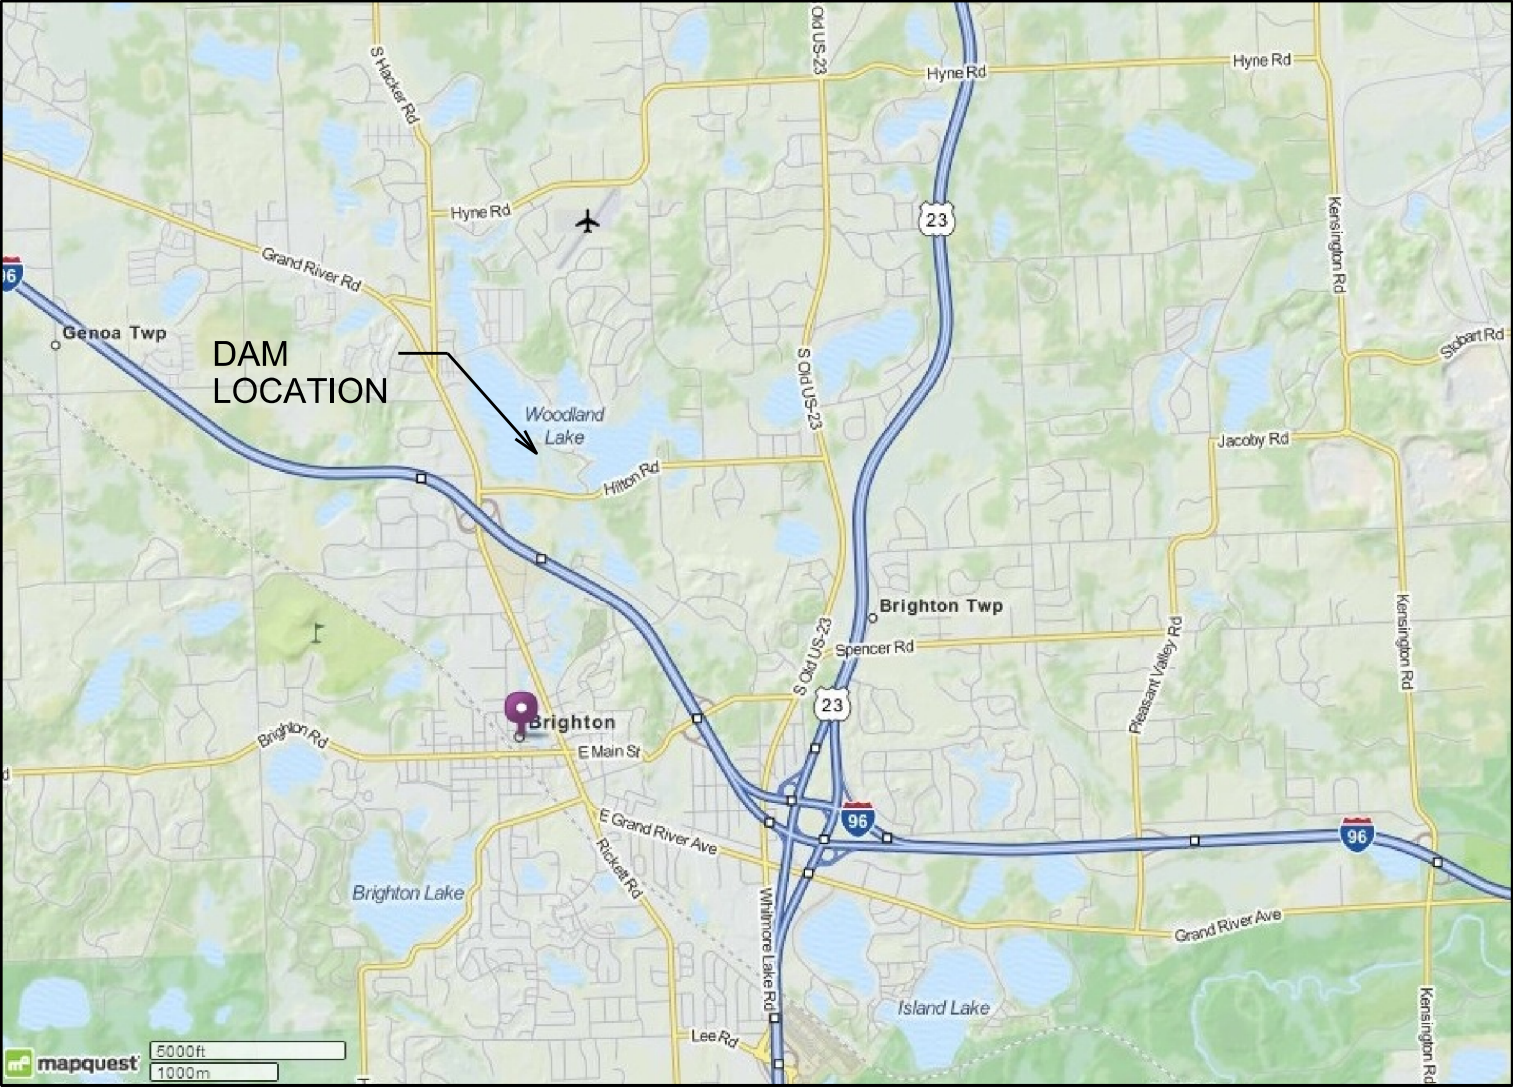 Old US-23
S Hacker Rd
Hyne Rd
Hyne Rd
Hyne Rd
23
Kensington Rd
Grand River Rd
96
Genoa Twp
DAM
LOCATION
Stobart Rd
S Old US-23
Woodland
Lake
Jacoby Rd
Hilton Rd
Brighton Twp
Kensington Rd
Spencer Rd
S Old US-23
Pleasant Valley Rd
23
Brighton
Brighton Rd
E Main St
d
96
96
E Grand River Ave
Rickett Rd
Brighton Lake
Whitmore Lake Rd
Grand River Ave
Island Lake
Kensington Rd
Lee Rd
mapquest
5000ft
1000m